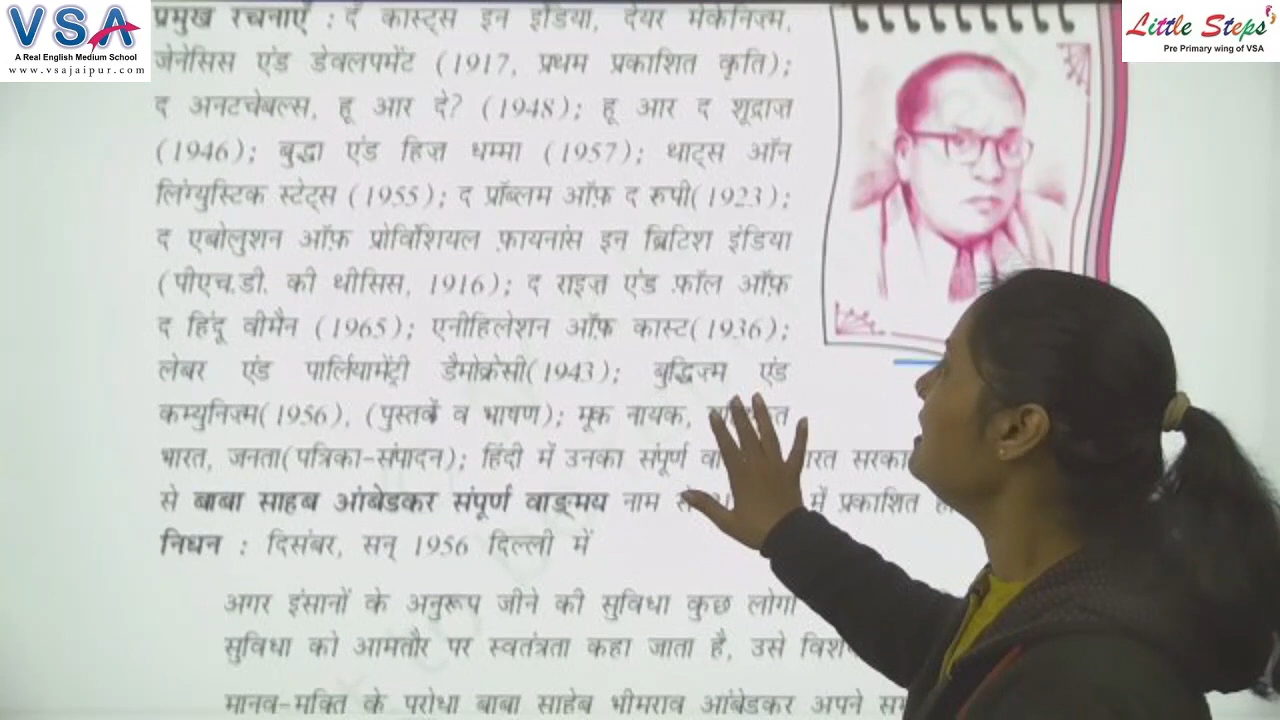 VSA
A Real English Medium School
www.vsajaipur.com
Little Steps
Pre Primary wing of VSA
प्रमुख रचनाएँ : द कास्ट्स इन इंडिया, देयर मेकेनिज़्म,
जेनेसिस एंड डेवलपमेंट (1917, प्रथम प्रकाशित कृति);
द अनटचेबल्स, हू आर दे? (1948); हू आर द शूद्राज़
(1946); बुद्धा एंड हिज़ धम्मा (1957); थाट्स ऑन
लिंग्युस्टिक स्टेट्स (1955); द प्रॉब्लम ऑफ़ द रूपी(1923);
द एबोलुशन ऑफ़ प्रोविंशियल फ़ायनांस इन ब्रिटिश इंडिया
(पीएच.डी. की थीसिस, 1916); द राइज़ एंड फ़ॉल ऑफ़
द हिंदू वीमैन (1965); एनीहिलेशन ऑफ़ कास्ट(1936);
लेबर एंड पार्लियामेंट्री डैमोक्रेसी(1943); बुद्धिज़्म एंड
कम्युनिज़्म(1956), (पुस्तकें व भाषण); मूक नायक,
भारत, जनता(पत्रिका-संपादन); हिंदी में उनका संपूर्ण
से बाबा साहब आंबेडकर संपूर्ण वाङ्मय नाम से में प्रकाशित
निधन : दिसंबर, सन् 1956 दिल्ली में
अगर इंसानों के अनुरूप जीने की सुविधा कुछ लोगों
सुविधा को आमतौर पर स्वतंत्रता कहा जाता है, उसे
मानव-मुक्ति के पुरोधा बाबा साहेब भीमराव आंबेडकर अपने